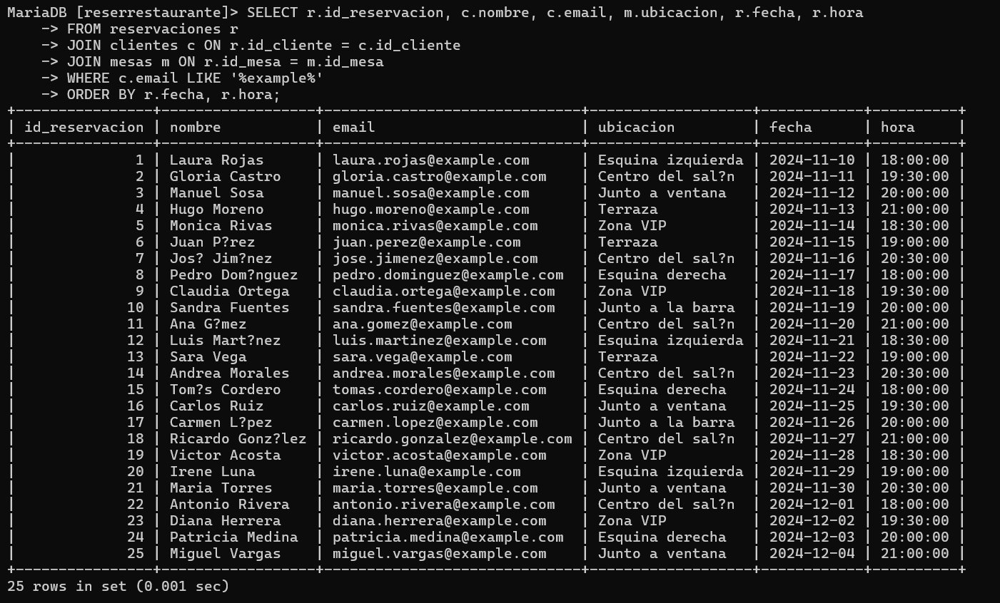 MariaDB [reserrestaurante]> SELECT r.id_reservacion, c.nombre, c.email, m.ubicacion, r.fecha, r.hora
    -> FROM reservaciones r
    -> JOIN clientes c ON r.id_cliente = c.id_cliente
    -> JOIN mesas m ON r.id_mesa = m.id_mesa
    -> WHERE c.email LIKE '%example%'
    -> ORDER BY r.fecha, r.hora;
+----------------+------------------+------------------------------+-------------------+------------+----------+
| id_reservacion | nombre           | email                        | ubicacion         | fecha      | hora     |
+----------------+------------------+------------------------------+-------------------+------------+----------+
|              1 | Laura Rojas      | laura.rojas@example.com      | Esquina izquierda | 2024-11-10 | 18:00:00 |
|              2 | Gloria Castro    | gloria.castro@example.com    | Centro del sal?n  | 2024-11-11 | 19:30:00 |
|              3 | Manuel Sosa      | manuel.sosa@example.com      | Junto a ventana   | 2024-11-12 | 20:00:00 |
|              4 | Hugo Moreno      | hugo.moreno@example.com      | Terraza           | 2024-11-13 | 21:00:00 |
|              5 | Monica Rivas     | monica.rivas@example.com     | Zona VIP          | 2024-11-14 | 18:30:00 |
|              6 | Juan P?rez       | juan.perez@example.com       | Terraza           | 2024-11-15 | 19:00:00 |
|              7 | Jos? Jim?nez     | jose.jimenez@example.com     | Centro del sal?n  | 2024-11-16 | 20:30:00 |
|              8 | Pedro Dom?nguez  | pedro.dominguez@example.com  | Esquina derecha   | 2024-11-17 | 18:00:00 |
|              9 | Claudia Ortega   | claudia.ortega@example.com   | Zona VIP          | 2024-11-18 | 19:30:00 |
|             10 | Sandra Fuentes   | sandra.fuentes@example.com   | Junto a la barra  | 2024-11-19 | 20:00:00 |
|             11 | Ana G?mez        | ana.gomez@example.com        | Centro del sal?n  | 2024-11-20 | 21:00:00 |
|             12 | Luis Mart?nez    | luis.martinez@example.com    | Esquina izquierda | 2024-11-21 | 18:30:00 |
|             13 | Sara Vega        | sara.vega@example.com        | Terraza           | 2024-11-22 | 19:00:00 |
|             14 | Andrea Morales   | andrea.morales@example.com   | Centro del sal?n  | 2024-11-23 | 20:30:00 |
|             15 | Tom?s Cordero    | tomas.cordero@example.com    | Esquina derecha   | 2024-11-24 | 18:00:00 |
|             16 | Carlos Ruiz      | carlos.ruiz@example.com      | Junto a ventana   | 2024-11-25 | 19:30:00 |
|             17 | Carmen L?pez     | carmen.lopez@example.com     | Junto a la barra  | 2024-11-26 | 20:00:00 |
|             18 | Ricardo Gonz?lez | ricardo.gonzalez@example.com | Centro del sal?n  | 2024-11-27 | 21:00:00 |
|             19 | Victor Acosta    | victor.acosta@example.com    | Zona VIP          | 2024-11-28 | 18:30:00 |
|             20 | Irene Luna       | irene.luna@example.com       | Esquina izquierda | 2024-11-29 | 19:00:00 |
|             21 | Maria Torres     | maria.torres@example.com     | Junto a ventana   | 2024-11-30 | 20:30:00 |
|             22 | Antonio Rivera   | antonio.rivera@example.com   | Centro del sal?n  | 2024-12-01 | 18:00:00 |
|             23 | Diana Herrera    | diana.herrera@example.com    | Zona VIP          | 2024-12-02 | 19:30:00 |
|             24 | Patricia Medina  | patricia.medina@example.com  | Esquina derecha   | 2024-12-03 | 20:00:00 |
|             25 | Miguel Vargas    | miguel.vargas@example.com    | Junto a ventana   | 2024-12-04 | 21:00:00 |
+----------------+------------------+------------------------------+-------------------+------------+----------+
25 rows in set (0.001 sec)